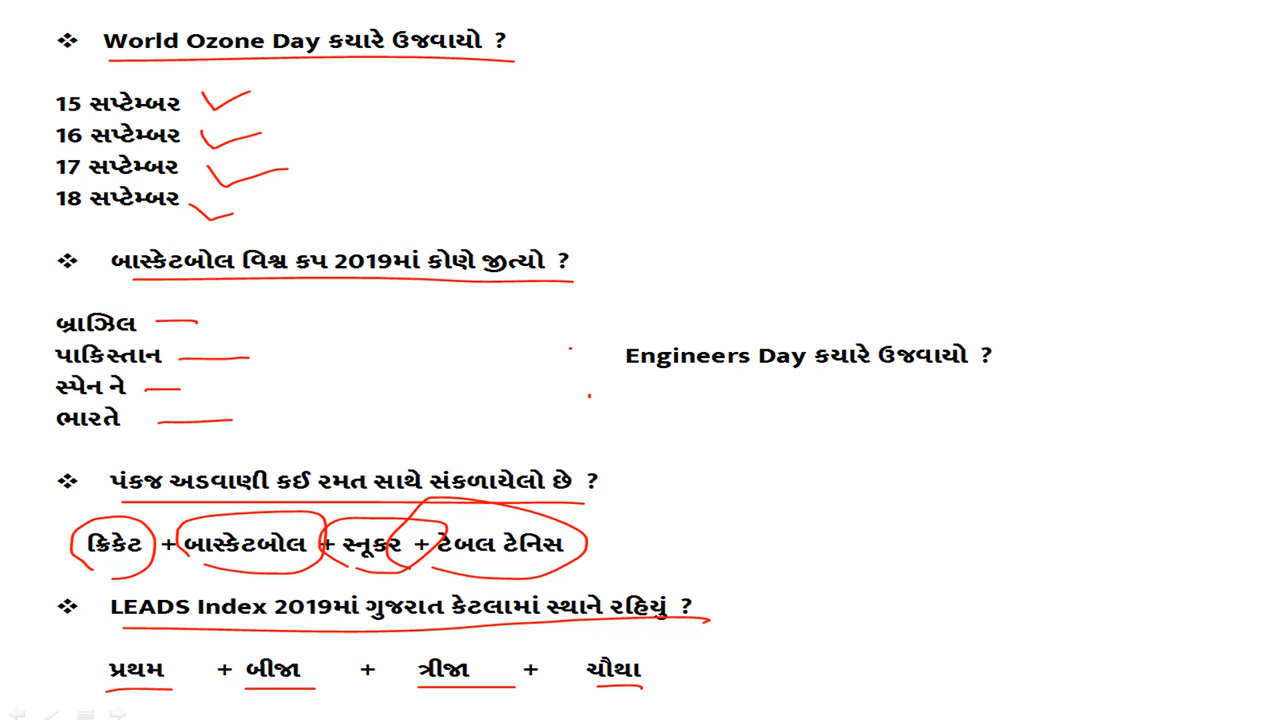 ❖ World Ozone Day કયારે ઉજવાયો ?
15 સપ્ટેમ્બર
16 સપ્ટેમ્બર
17 સપ્ટેમ્બર
18 સપ્ટેમ્બર
❖ બાસ્કેટબોલ વિશ્વ કપ 2019માં કોણે જીત્યો ?
બ્રાઝિલ
પાકિસ્તાન
સ્પેન ને
ભારતે
Engineers Day કયારે ઉજવાયો ?
❖ પંકજ અડવાણી કઈ રમત સાથે સંકળાયેલો છે ?
ક્રિકેટ + બાસ્કેટબોલ + સ્નૂકર + ટેબલ ટેનિસ
❖ LEADS Index 2019માં ગુજરાત કેટલામાં સ્થાને રહિયું ?
પ્રથમ + બીજા + ત્રીજા + ચૌથા